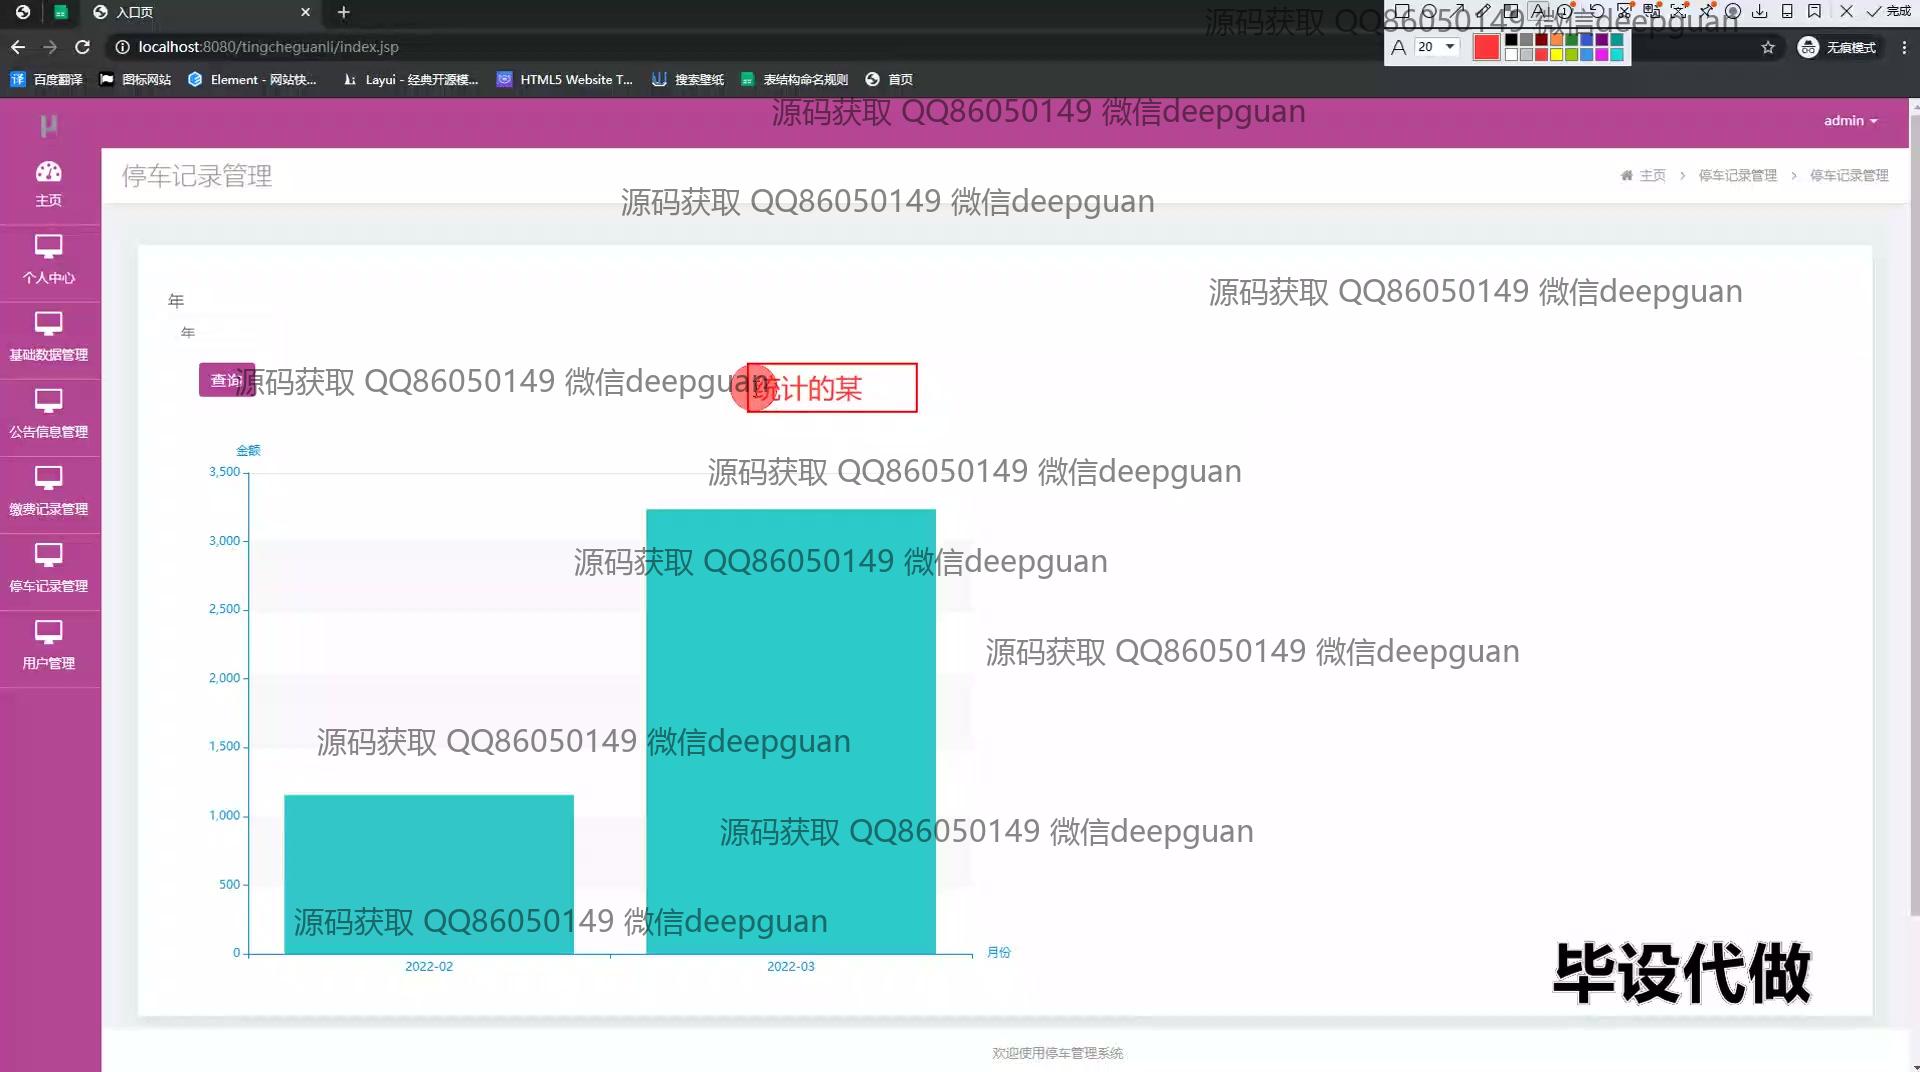 入口页
完成
localhost:8080/tingcheguanli/index.jsp
A 20
无痕模式
百度翻译 图标网站 Element - 网站快... Layui - 经典开源模... HTML5 Website T... 搜索壁纸 表结构命名规则 首页
源码获取 QQ86050149 微信deepguan
源码获取 QQ86050149 微信deepguan
admin
主页
停车记录管理
主页 > 停车记录管理 > 停车记录管理
源码获取 QQ86050149 微信deepguan
个人中心
源码获取 QQ86050149 微信deepguan
年
年
基础数据管理
查询
源码获取 QQ86050149 微信deepguan
统计的某
公告信息管理
金额
3,500
源码获取 QQ86050149 微信deepguan
缴费记录管理
3,000
源码获取 QQ86050149 微信deepguan
停车记录管理
2,500
源码获取 QQ86050149 微信deepguan
用户管理
2,000
1,500
源码获取 QQ86050149 微信deepguan
1,000
源码获取 QQ86050149 微信deepguan
500
源码获取 QQ86050149 微信deepguan
0
月份
2022-02 2022-03
毕设代做
欢迎使用停车管理系统